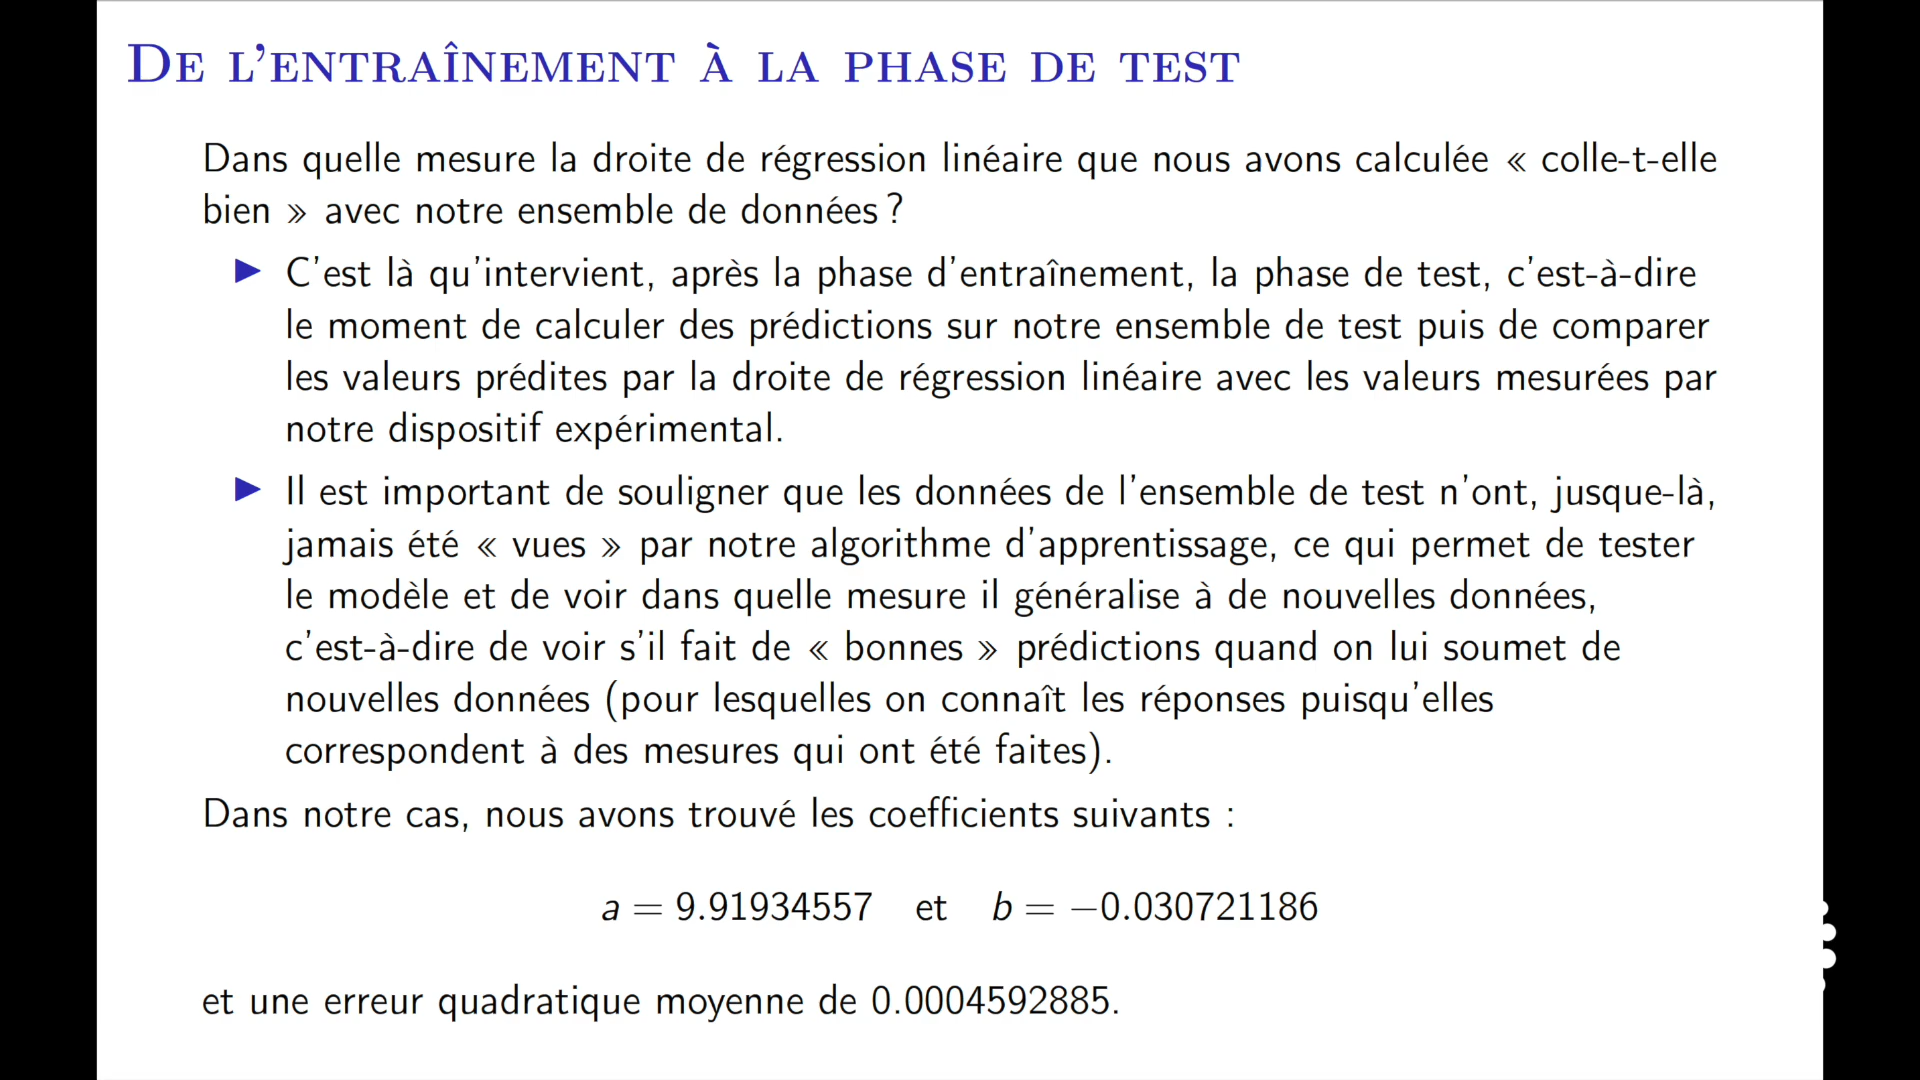 De l'entraînement à la phase de test
Dans quelle mesure la droite de régression linéaire que nous avons calculée « colle-t-elle
bien » avec notre ensemble de données ?
▶ C'est là qu'intervient, après la phase d'entraînement, la phase de test, c'est-à-dire
le moment de calculer des prédictions sur notre ensemble de test puis de comparer
les valeurs prédites par la droite de régression linéaire avec les valeurs mesurées par
notre dispositif expérimental.
▶ Il est important de souligner que les données de l'ensemble de test n'ont, jusque-là,
jamais été « vues » par notre algorithme d'apprentissage, ce qui permet de tester
le modèle et de voir dans quelle mesure il généralise à de nouvelles données,
c'est-à-dire de voir s'il fait de « bonnes » prédictions quand on lui soumet de
nouvelles données (pour lesquelles on connaît les réponses puisqu'elles
correspondent à des mesures qui ont été faites).
Dans notre cas, nous avons trouvé les coefficients suivants :
a = 9.91934557 et b = −0.030721186
et une erreur quadratique moyenne de 0.0004592885.